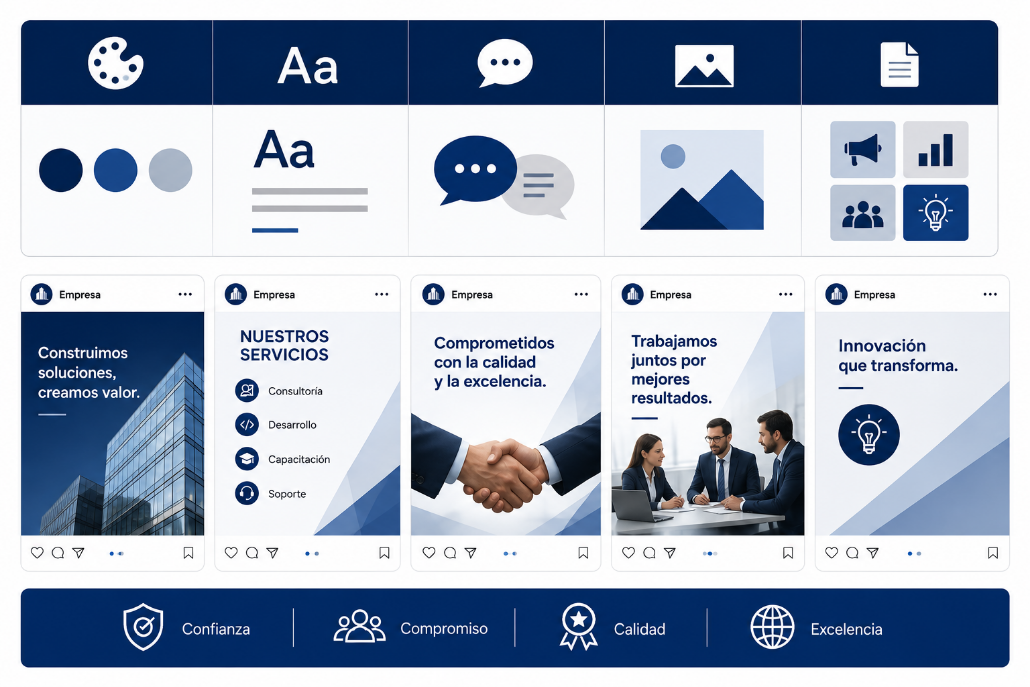 Aa
Aa
Empresa
Construimos
soluciones,
creamos valor.
Empresa
NUESTROS
SERVICIOS
Consultoría
Desarrollo
Capacitación
Soporte
Empresa
Comprometidos
con la calidad
y la excelencia.
Empresa
Trabajamos
juntos por
mejores
resultados.
Empresa
Innovación
que transforma.
Confianza
Compromiso
Calidad
Excelencia